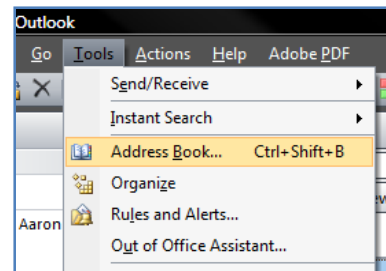 Outlook
Go Tools Actions Help Adobe PDF
Send/Receive
Instant Search
Address Book... Ctrl+Shift+B
Organize
Rules and Alerts...
Aaron
Out of Office Assistant...